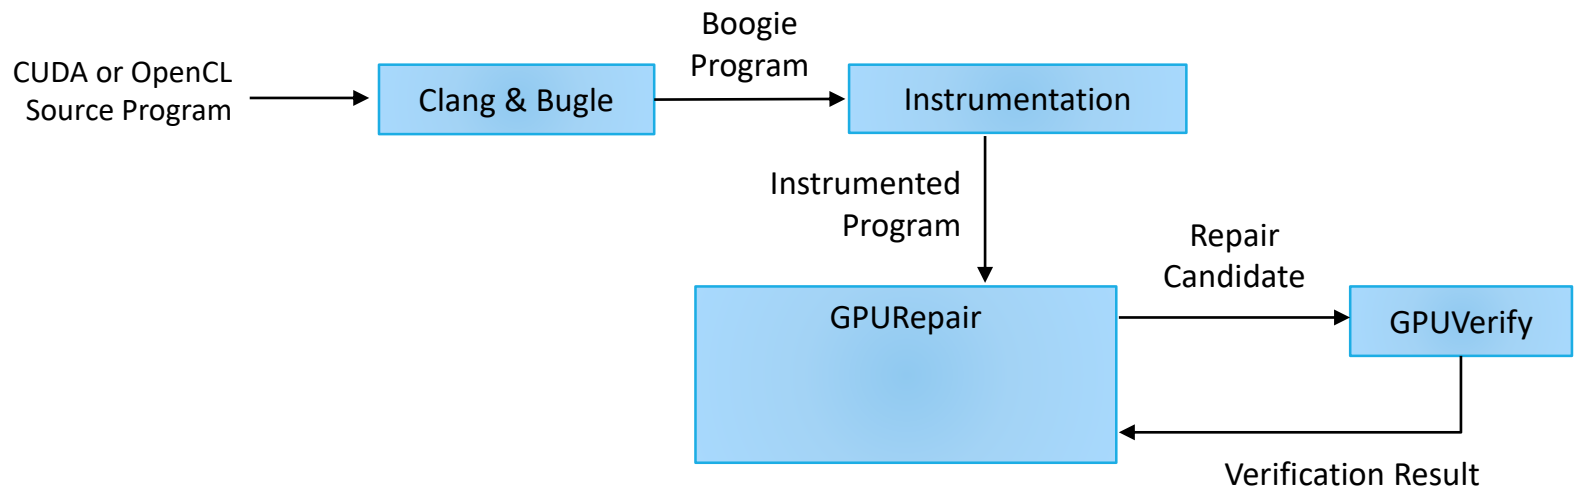 CUDA or OpenCL
Source Program
Clang & Bugle
Boogie
Program
Instrumentation
Instrumented
Program
GPURepair
Repair
Candidate
GPUVerify
Verification Result